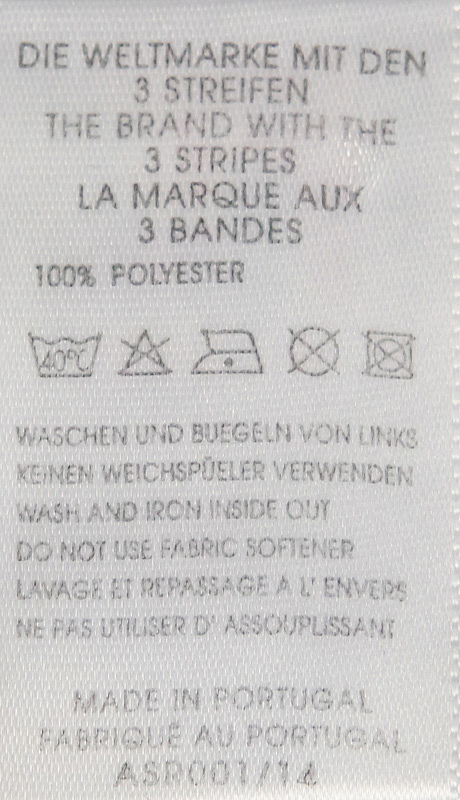 DIE WELTMARKE MIT DEN
3 STREIFEN
THE BRAND WITH THE
3 STRIPES
LA MARQUE AUX
3 BANDES
100% POLYESTER
40°C
WASCHEN UND BUEGELN VON LINKS
KEINEN WEICHSPÜELER VERWENDEN
WASH AND IRON INSIDE OUT
DO NOT USE FABRIC SOFTENER
LAVAGE ET REPASSAGE A L' ENVERS
NE PAS UTILISER D' ASSOUPLISSANT
MADE IN PORTUGAL
FABRIQUÉ AU PORTUGAL
ASR001/14